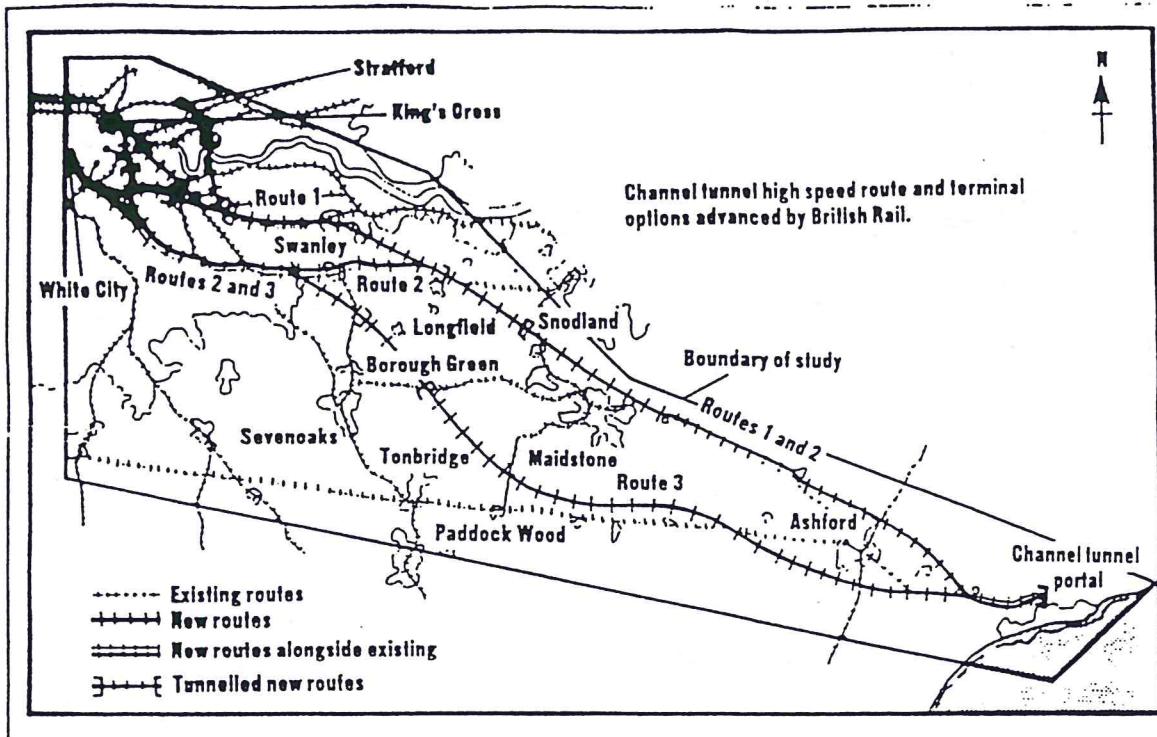 Stratford
King's Cross
N
Channel tunnel high speed route and terminal
options advanced by British Rail.
Route 1
Swanley
White City
Routes 2 and 3
Route 2
Longfield
Snodland
Borough Green
Boundary of study
Routes 1 and 2
Sevenoaks
Tonbridge
Maidstone
Route 3
Paddock Wood
Ashford
Channel tunnel
portal
Existing routes
New routes
New routes alongside existing
Tunnelled new routes